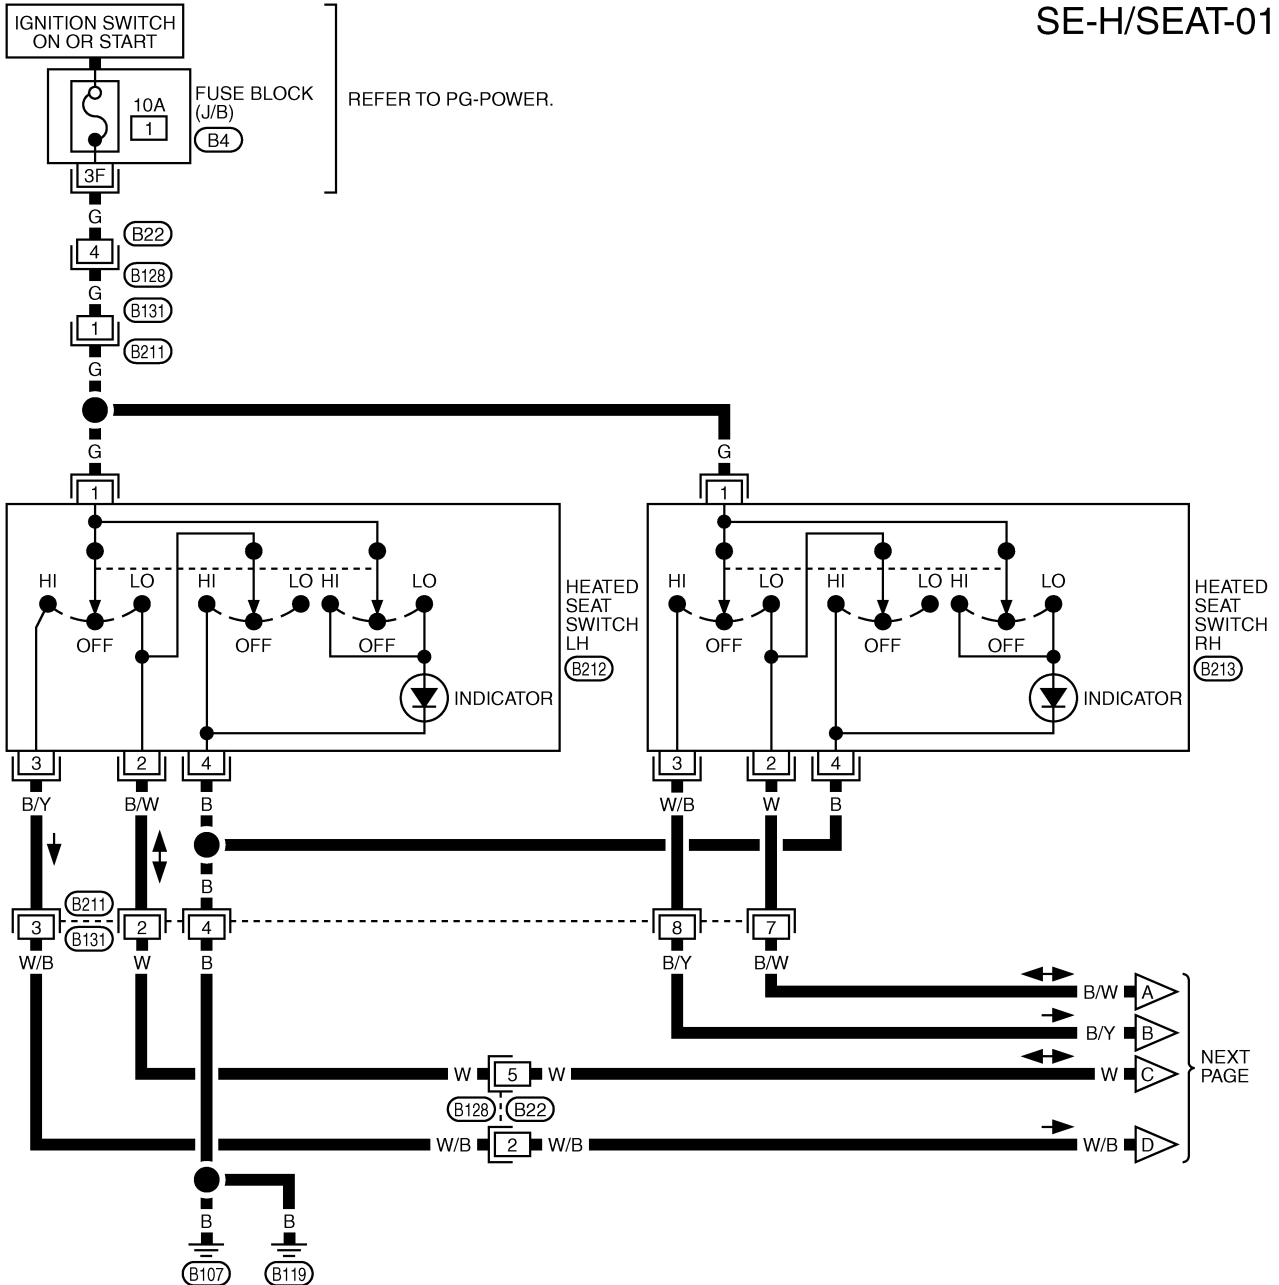 SE-H/SEAT-01
IGNITION SWITCH
ON OR START
10A
1
FUSE BLOCK
(J/B)
B4
REFER TO PG-POWER.
3F
G
B22
4
B128
G
B131
1
B211
G
G
G
1
1
HI
LO
HI
LO
HI
LO
OFF
OFF
OFF
INDICATOR
HEATED
SEAT
SWITCH
LH
B212
HI
LO
HI
LO
HI
LO
OFF
OFF
OFF
INDICATOR
HEATED
SEAT
SWITCH
RH
B213
3
2
4
3
2
4
B/Y
B/W
B
W/B
W
B
B
B211
3
2
4
8
7
B131
W/B
W
B
B/Y
B/W
B/W
A
B/Y
B
W
5
W
W
C
NEXT
PAGE
B128
B22
W/B
2
W/B
W/B
D
B
B
B107
B119